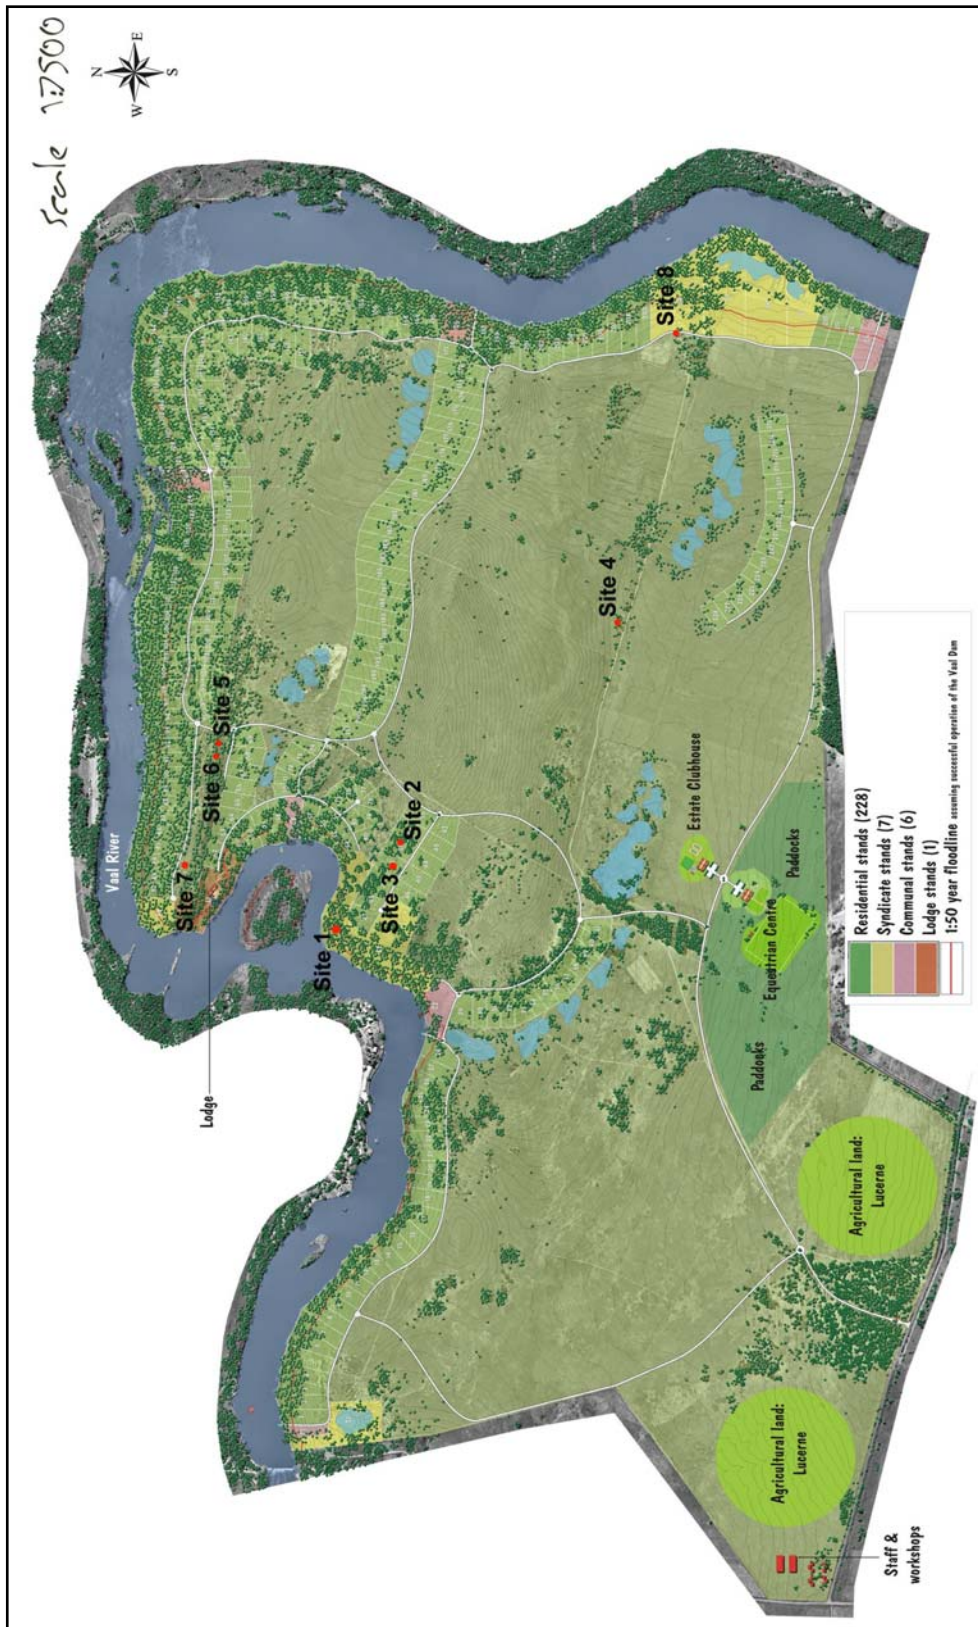 Scale 1:7500
N
E
S
W
Vaal River
Lodge
Site 7
Site 6
Site 5
Site 1
Site 3
Site 2
Site 4
Site 8
Estate Clubhouse
Equestrian Centre
Paddocks
Paddocks
Agricultural land:
Lucerne
Agricultural land:
Lucerne
Staff &
workshops
Residential stands (228)
Syndicate stands (7)
Communal stands (6)
Lodge stands (1)
1:50 year floodline assuming successful operation of the Vaal Dam